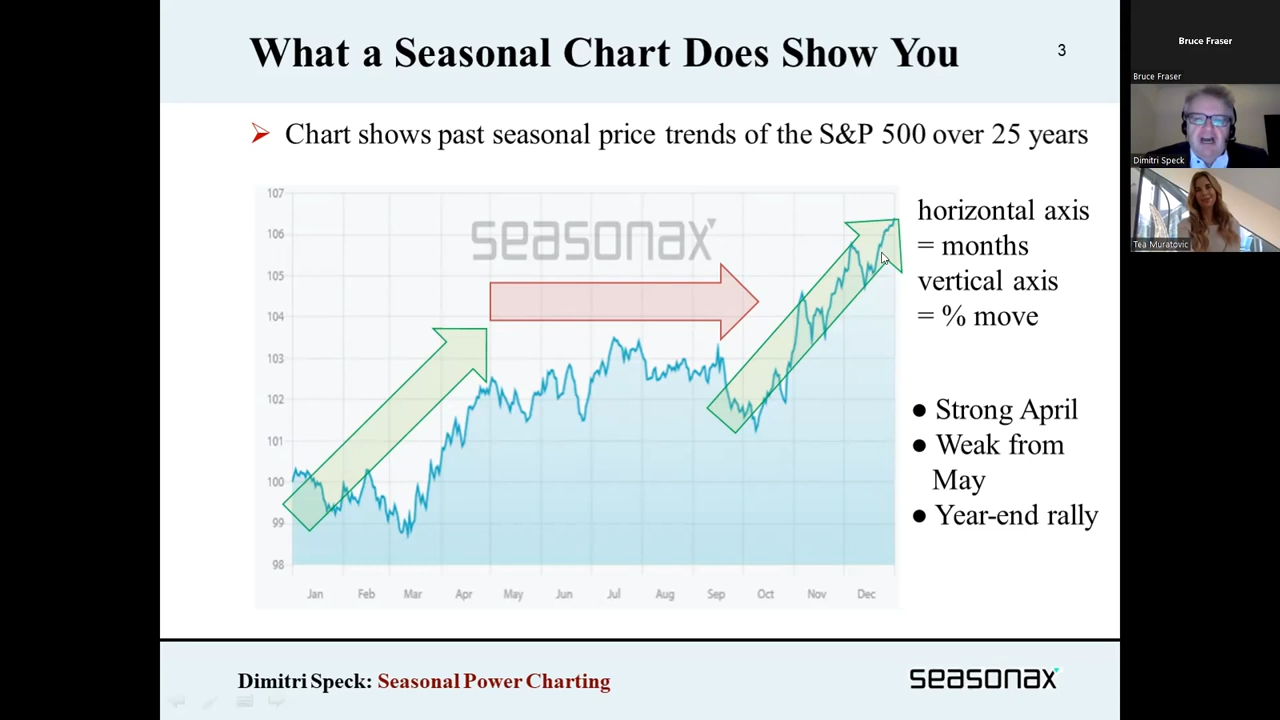 What a Seasonal Chart Does Show You
3
Chart shows past seasonal price trends of the S&P 500 over 25 years
107
106
105
104
103
102
101
100
99
98
seasonax
Jan Feb Mar Apr May Jun Jul Aug Sep Oct Nov Dec
horizontal axis
= months
vertical axis
= % move
● Strong April
● Weak from
May
● Year-end rally
Dimitri Speck: Seasonal Power Charting
seasonax
Bruce Fraser
Bruce Fraser
Dimitri Speck
Tea Muratovic